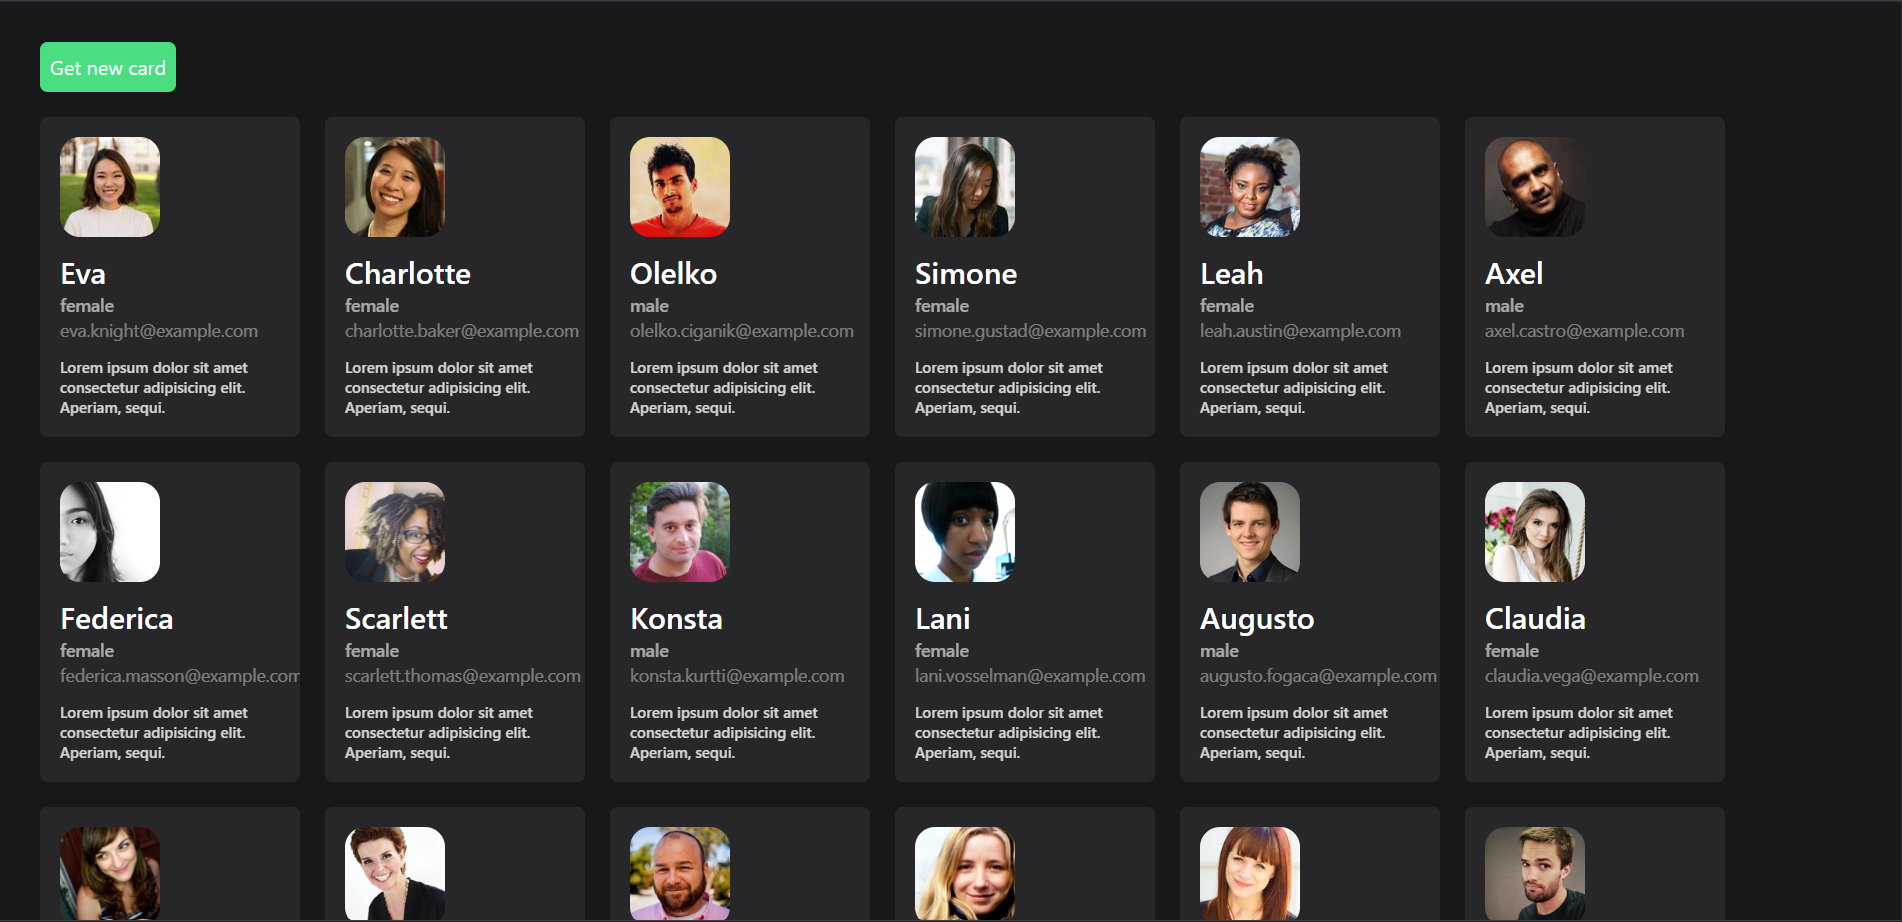 Get new card
Eva
female
eva.knight@example.com
Lorem ipsum dolor sit amet
consectetur adipisicing elit.
Aperiam, sequi.
Charlotte
female
charlotte.baker@example.com
Lorem ipsum dolor sit amet
consectetur adipisicing elit.
Aperiam, sequi.
Olelko
male
olelko.ciganik@example.com
Lorem ipsum dolor sit amet
consectetur adipisicing elit.
Aperiam, sequi.
Simone
female
simone.gustad@example.com
Lorem ipsum dolor sit amet
consectetur adipisicing elit.
Aperiam, sequi.
Leah
female
leah.austin@example.com
Lorem ipsum dolor sit amet
consectetur adipisicing elit.
Aperiam, sequi.
Axel
male
axel.castro@example.com
Lorem ipsum dolor sit amet
consectetur adipisicing elit.
Aperiam, sequi.
Federica
female
federica.masson@example.com
Lorem ipsum dolor sit amet
consectetur adipisicing elit.
Aperiam, sequi.
Scarlett
female
scarlett.thomas@example.com
Lorem ipsum dolor sit amet
consectetur adipisicing elit.
Aperiam, sequi.
Konsta
male
konsta.kurtti@example.com
Lorem ipsum dolor sit amet
consectetur adipisicing elit.
Aperiam, sequi.
Lani
female
lani.vosselman@example.com
Lorem ipsum dolor sit amet
consectetur adipisicing elit.
Aperiam, sequi.
Augusto
male
augusto.fogaca@example.com
Lorem ipsum dolor sit amet
consectetur adipisicing elit.
Aperiam, sequi.
Claudia
female
claudia.vega@example.com
Lorem ipsum dolor sit amet
consectetur adipisicing elit.
Aperiam, sequi.